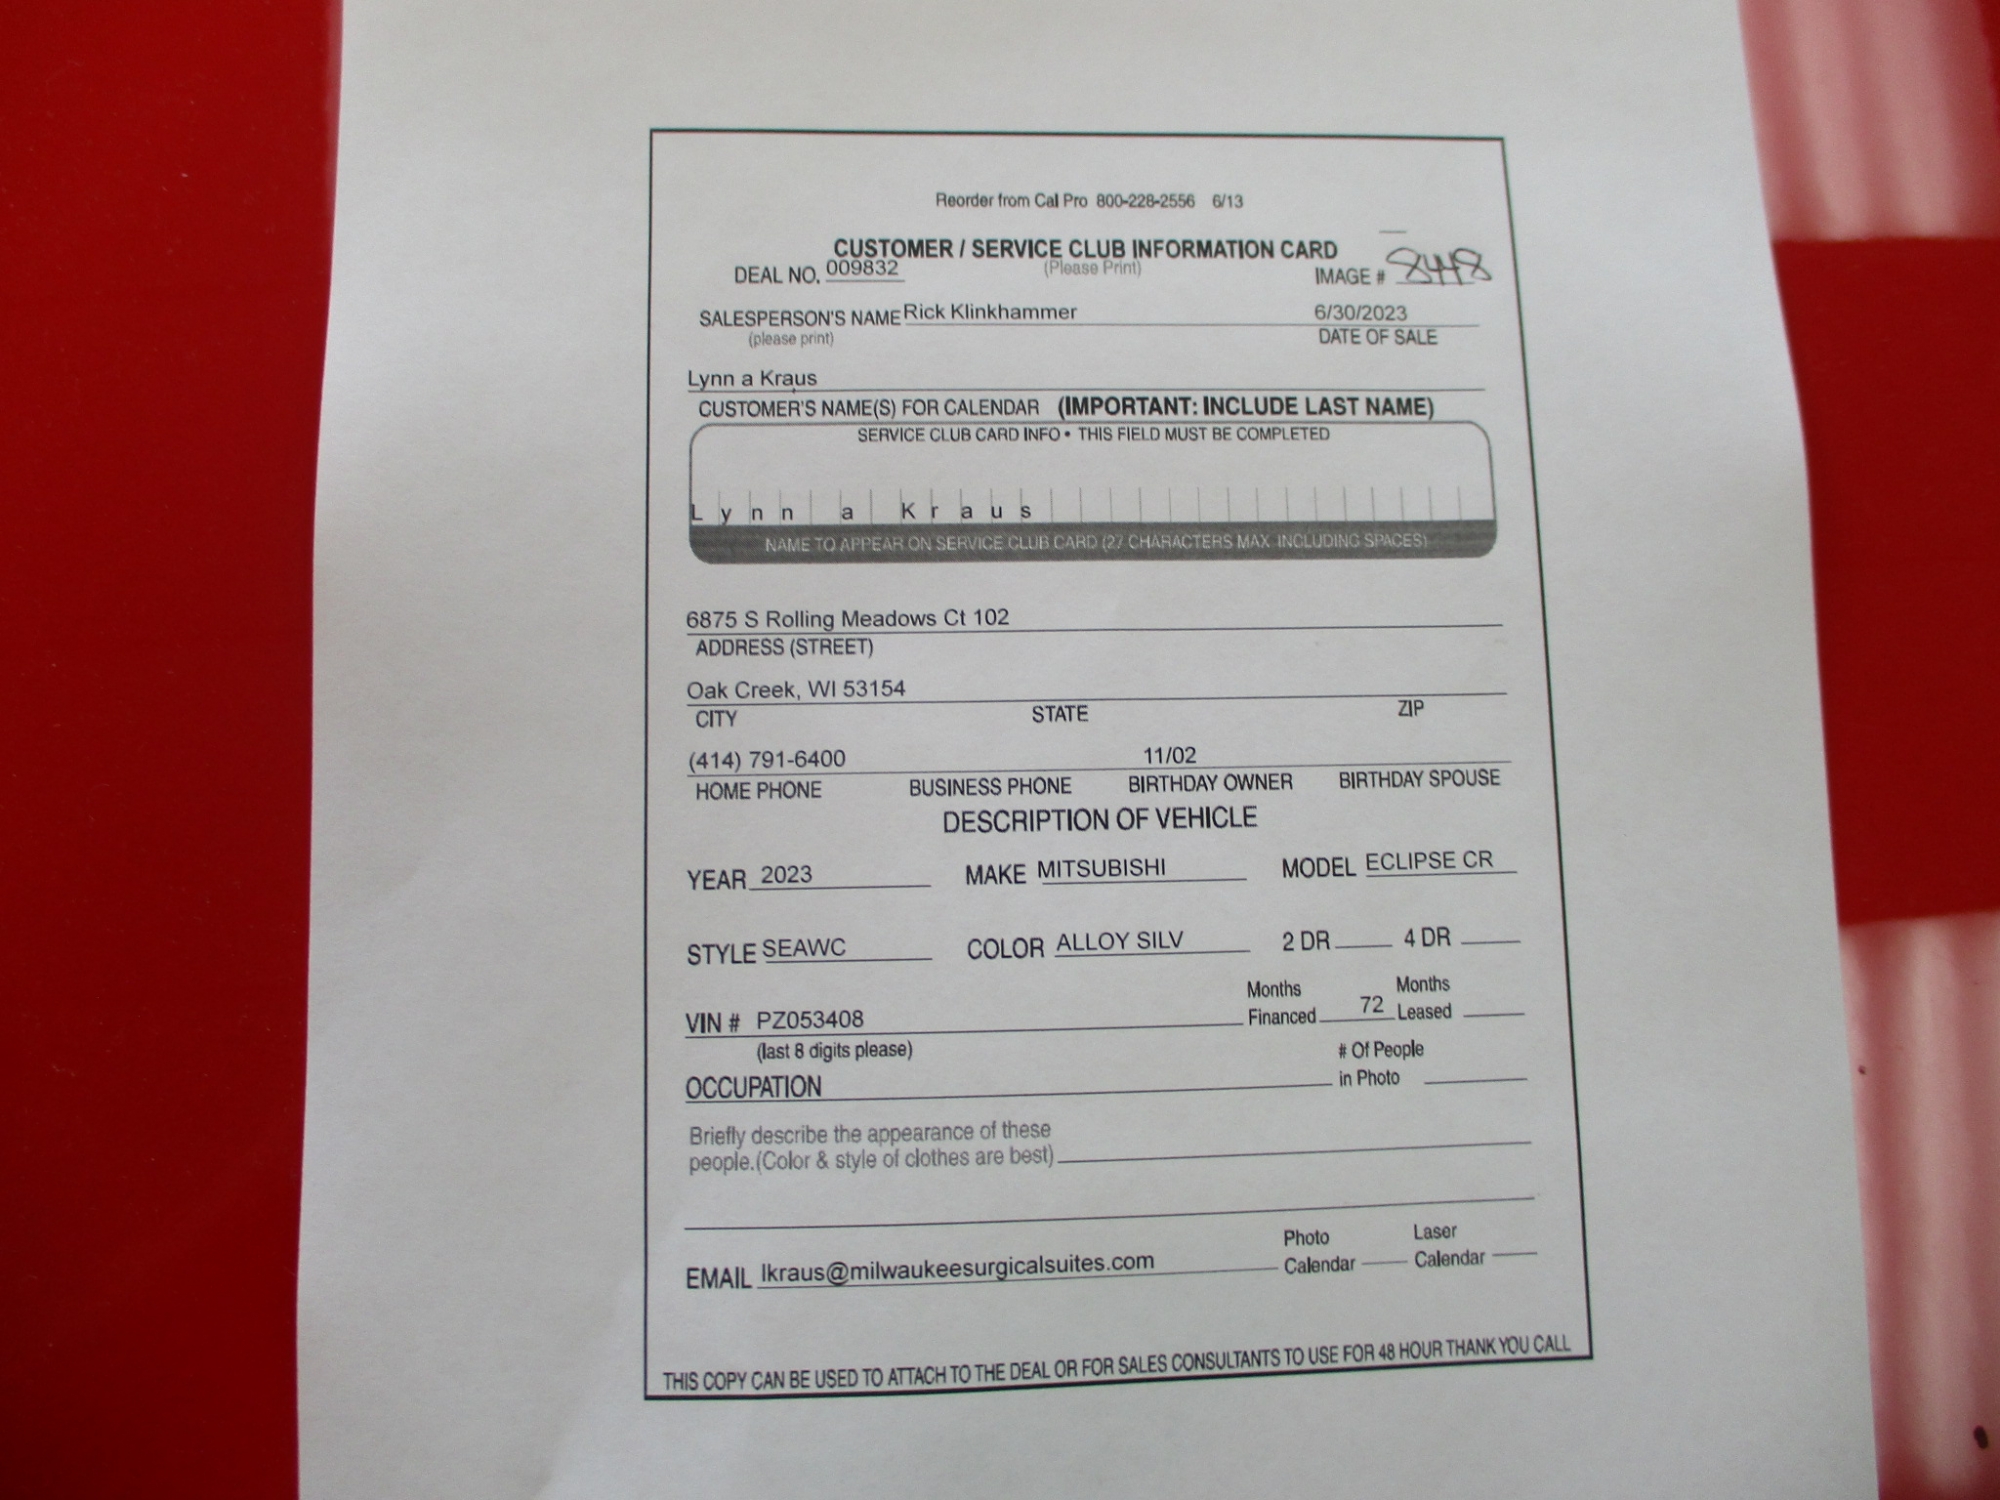 Reorder from Cal Pro 800-228-2556 6/13
CUSTOMER / SERVICE CLUB INFORMATION CARD
DEAL NO. 009832 (Please Print) IMAGE # 8448
SALESPERSON'S NAME Rick Klinkhammer 6/30/2023
(please print) DATE OF SALE
Lynn a Kraus
CUSTOMER'S NAME(S) FOR CALENDAR (IMPORTANT: INCLUDE LAST NAME)
SERVICE CLUB CARD INFO • THIS FIELD MUST BE COMPLETED
L y n n a K r a u s
NAME TO APPEAR ON SERVICE CLUB CARD (27 CHARACTERS MAX INCLUDING SPACES)
6875 S Rolling Meadows Ct 102
ADDRESS (STREET)
Oak Creek, WI 53154
CITY STATE ZIP
(414) 791-6400 11/02
HOME PHONE BUSINESS PHONE BIRTHDAY OWNER BIRTHDAY SPOUSE
DESCRIPTION OF VEHICLE
YEAR 2023 MAKE MITSUBISHI MODEL ECLIPSE CR
STYLE SEAWC COLOR ALLOY SILV 2 DR 4 DR
Months Months
VIN # PZ053408 Financed 72 Leased
(last 8 digits please) # Of People
OCCUPATION in Photo
Briefly describe the appearance of these
people.(Color & style of clothes are best)
Photo Laser
EMAIL lkraus@milwaukeesurgicalsuites.com Calendar Calendar
THIS COPY CAN BE USED TO ATTACH TO THE DEAL OR FOR SALES CONSULTANTS TO USE FOR 48 HOUR THANK YOU CALL